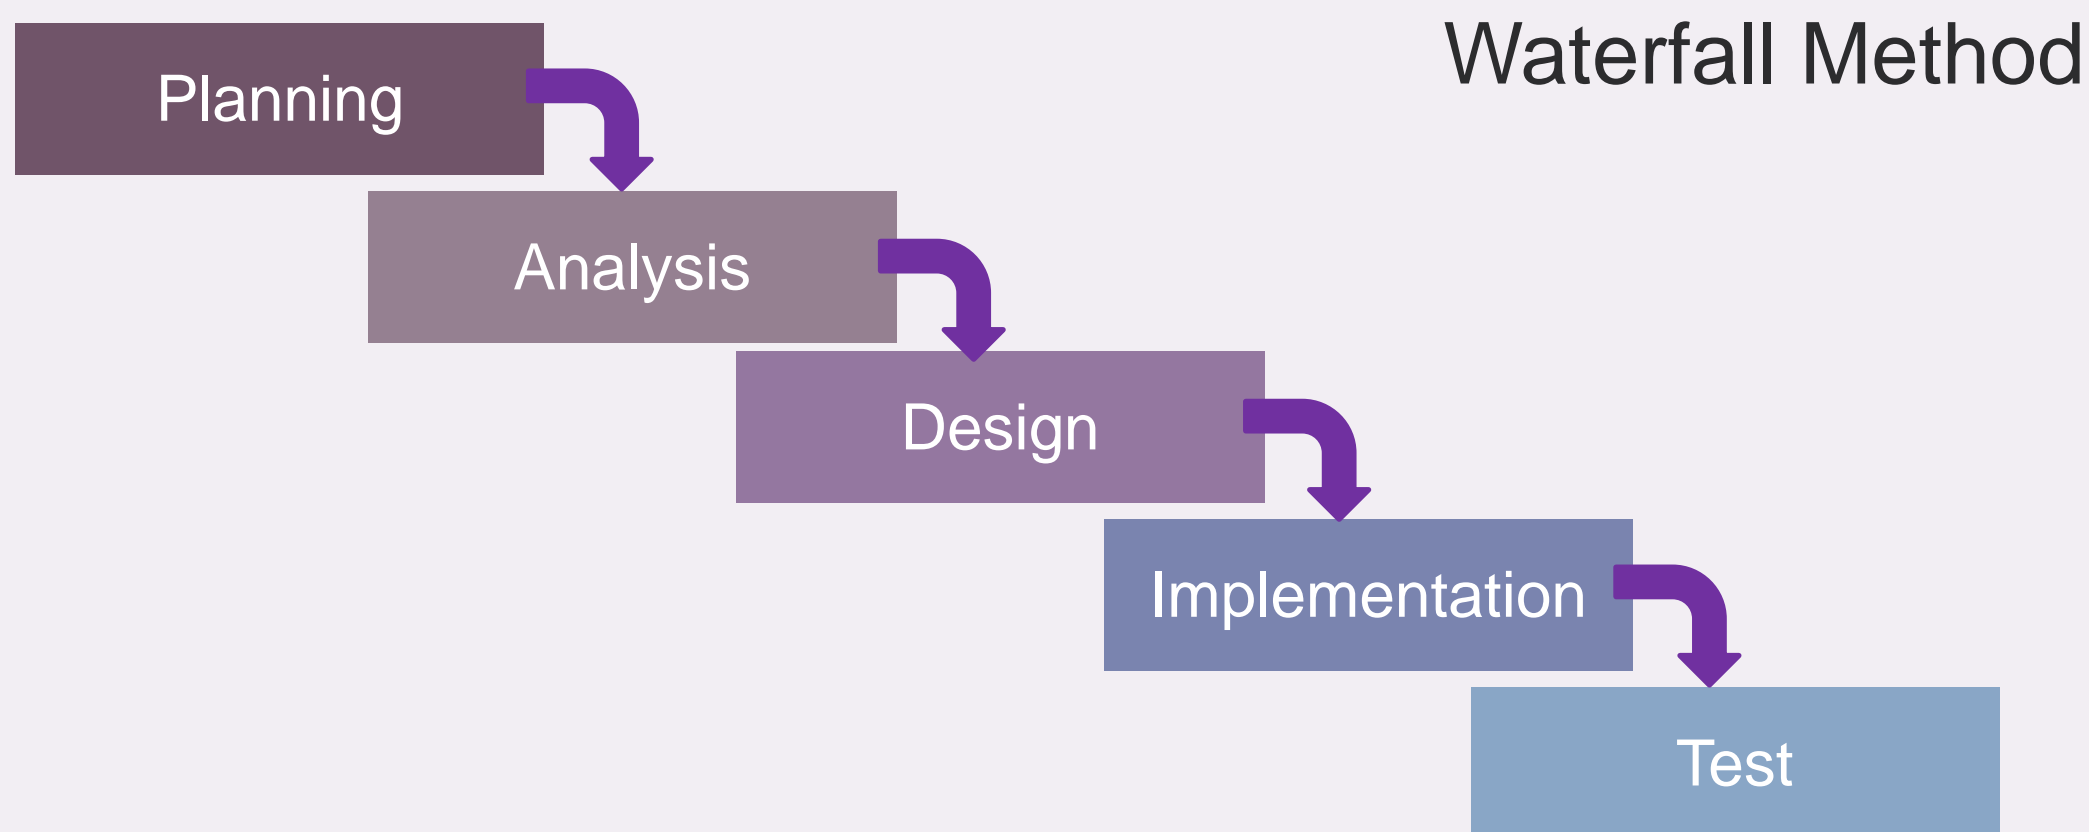 Waterfall Method
Planning
Analysis
Design
Implementation
Test